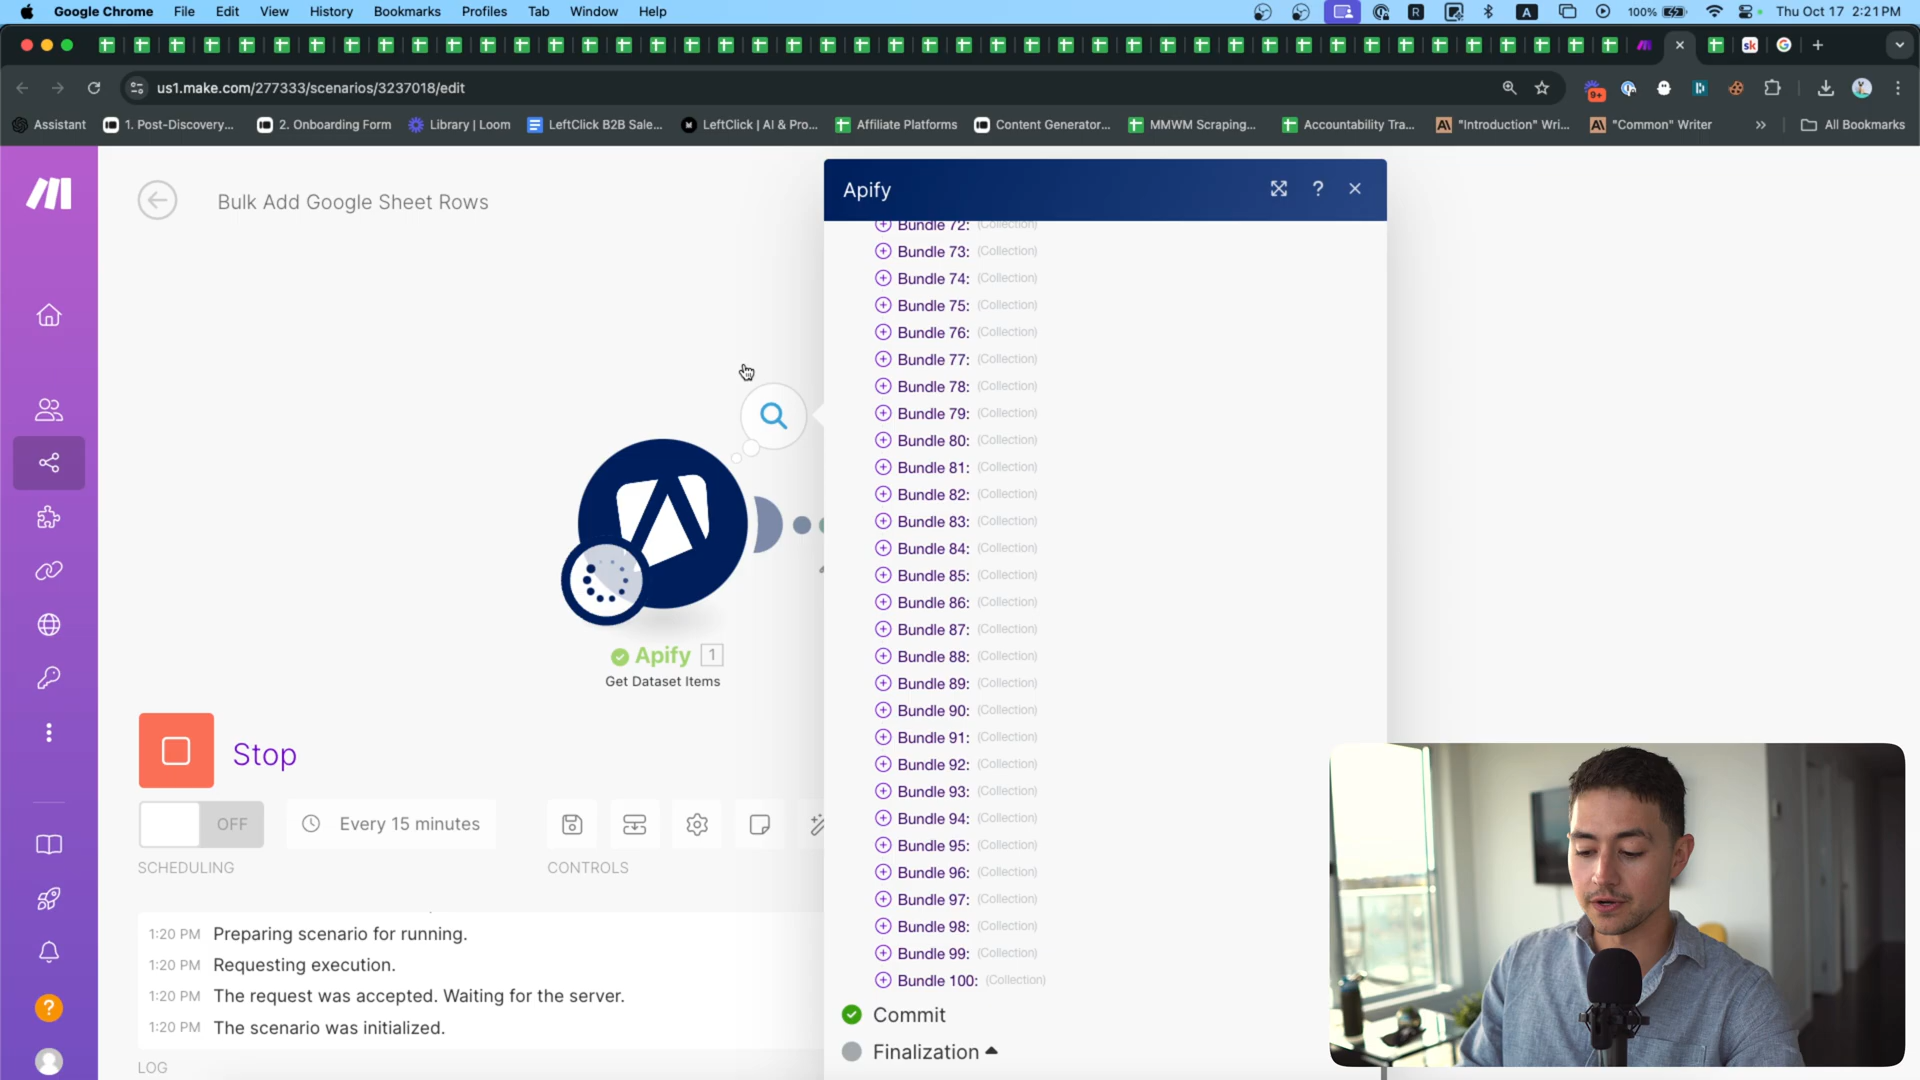 Google Chrome File Edit View History Bookmarks Profiles Tab Window Help
100% Thu Oct 17 2:21 PM
us1.make.com/277333/scenarios/3237018/edit
9+
Assistant 1. Post-Discovery... 2. Onboarding Form Library | Loom LeftClick B2B Sale... LeftClick | AI & Pro... Affiliate Platforms Content Generator... MMWM Scraping... Accountability Tra... "Introduction" Wri... "Common" Writer » All Bookmarks
Bulk Add Google Sheet Rows
Apify
?
Bundle 72: (Collection)
Bundle 73: (Collection)
Bundle 74: (Collection)
Bundle 75: (Collection)
Bundle 76: (Collection)
Bundle 77: (Collection)
Bundle 78: (Collection)
Bundle 79: (Collection)
Bundle 80: (Collection)
Bundle 81: (Collection)
Bundle 82: (Collection)
Bundle 83: (Collection)
Bundle 84: (Collection)
Bundle 85: (Collection)
Bundle 86: (Collection)
Bundle 87: (Collection)
Bundle 88: (Collection)
Bundle 89: (Collection)
Bundle 90: (Collection)
Bundle 91: (Collection)
Bundle 92: (Collection)
Bundle 93: (Collection)
Bundle 94: (Collection)
Bundle 95: (Collection)
Bundle 96: (Collection)
Bundle 97: (Collection)
Bundle 98: (Collection)
Bundle 99: (Collection)
Bundle 100: (Collection)
Commit
Finalization
Apify 1
Get Dataset Items
Stop
OFF
Every 15 minutes
SCHEDULING
CONTROLS
1:20 PM Preparing scenario for running.
1:20 PM Requesting execution.
1:20 PM The request was accepted. Waiting for the server.
1:20 PM The scenario was initialized.
LOG
?